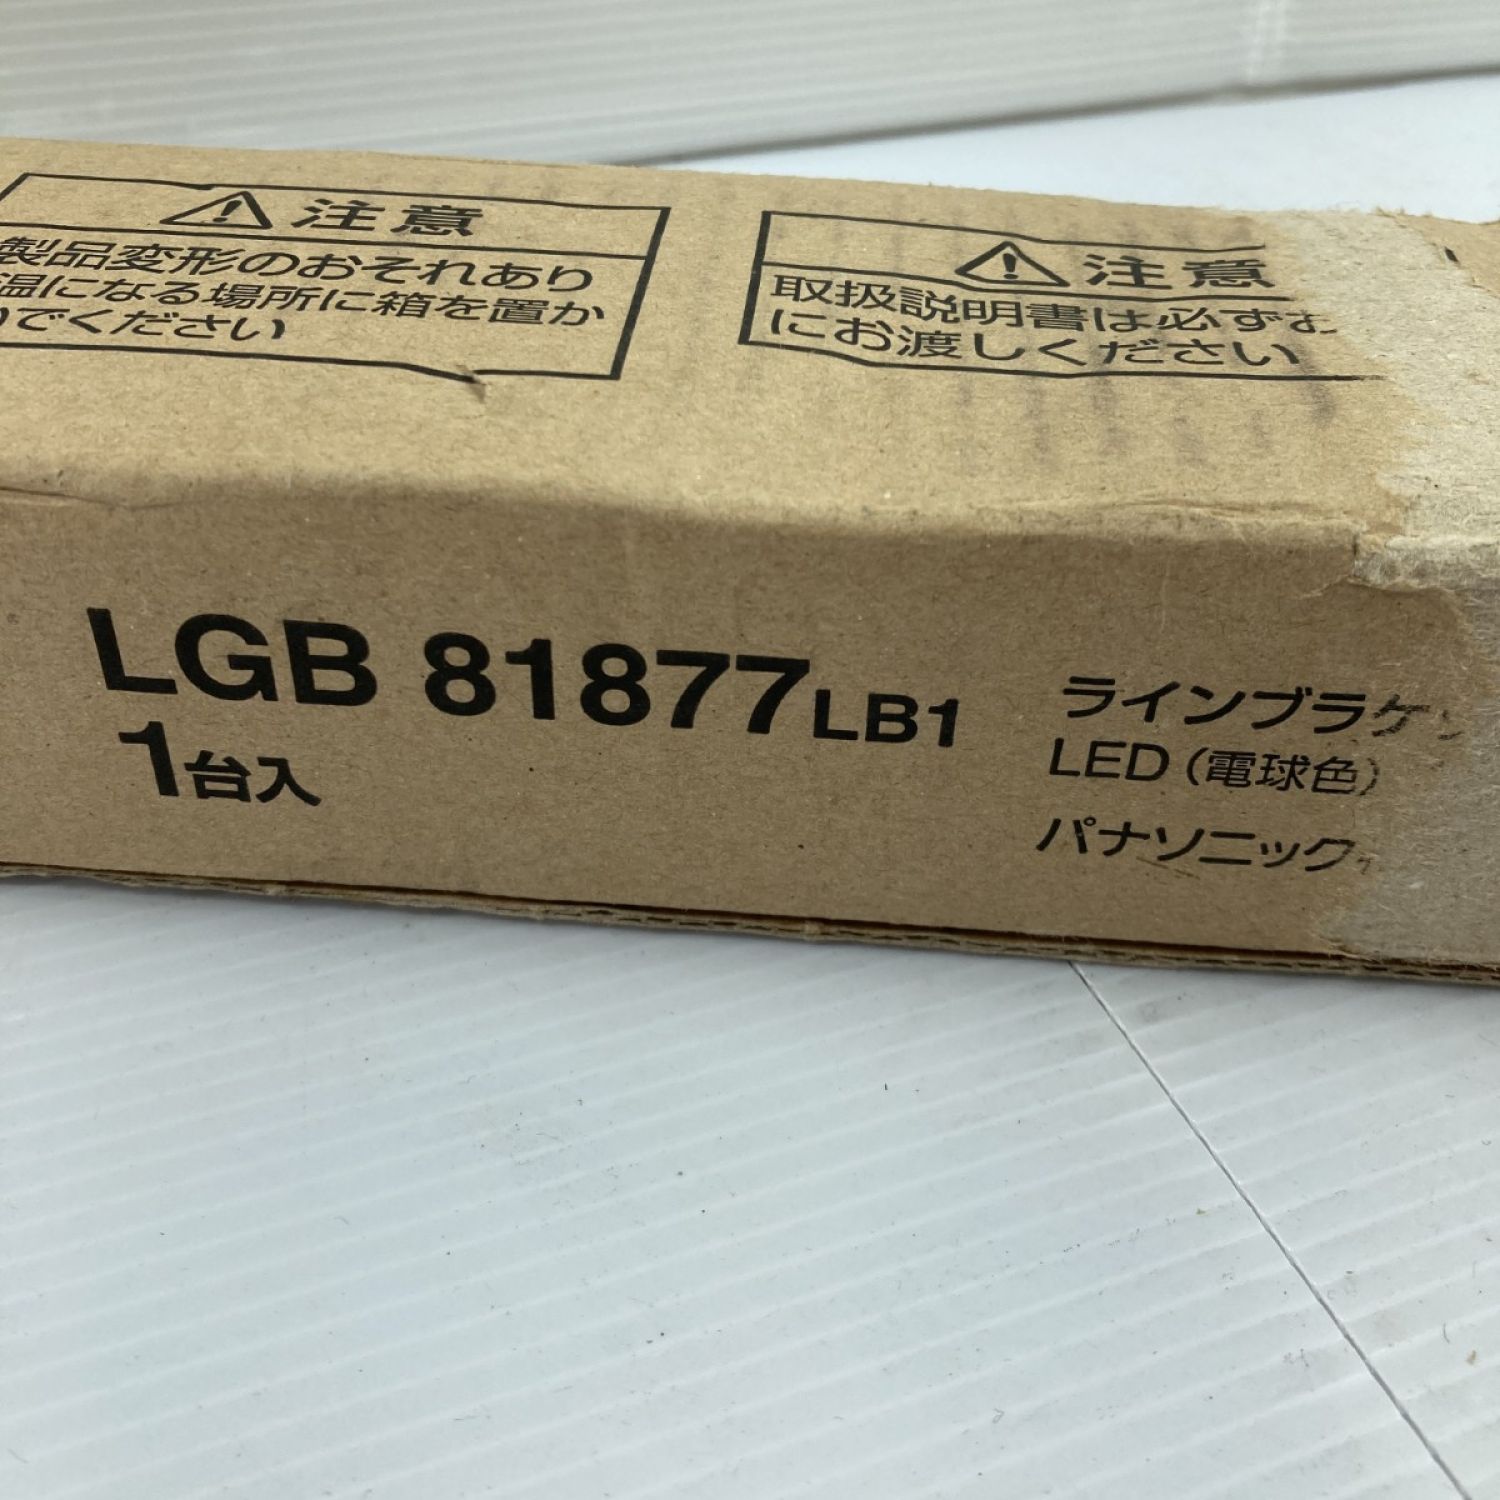 注意
製品変形のおそれあり
温になる場所に箱を置か
でください
注意
取扱説明書は必ずお
にお渡しください
LGB 81877LB1
1台入
ラインブラケッ
LED(電球色)
パナソニック